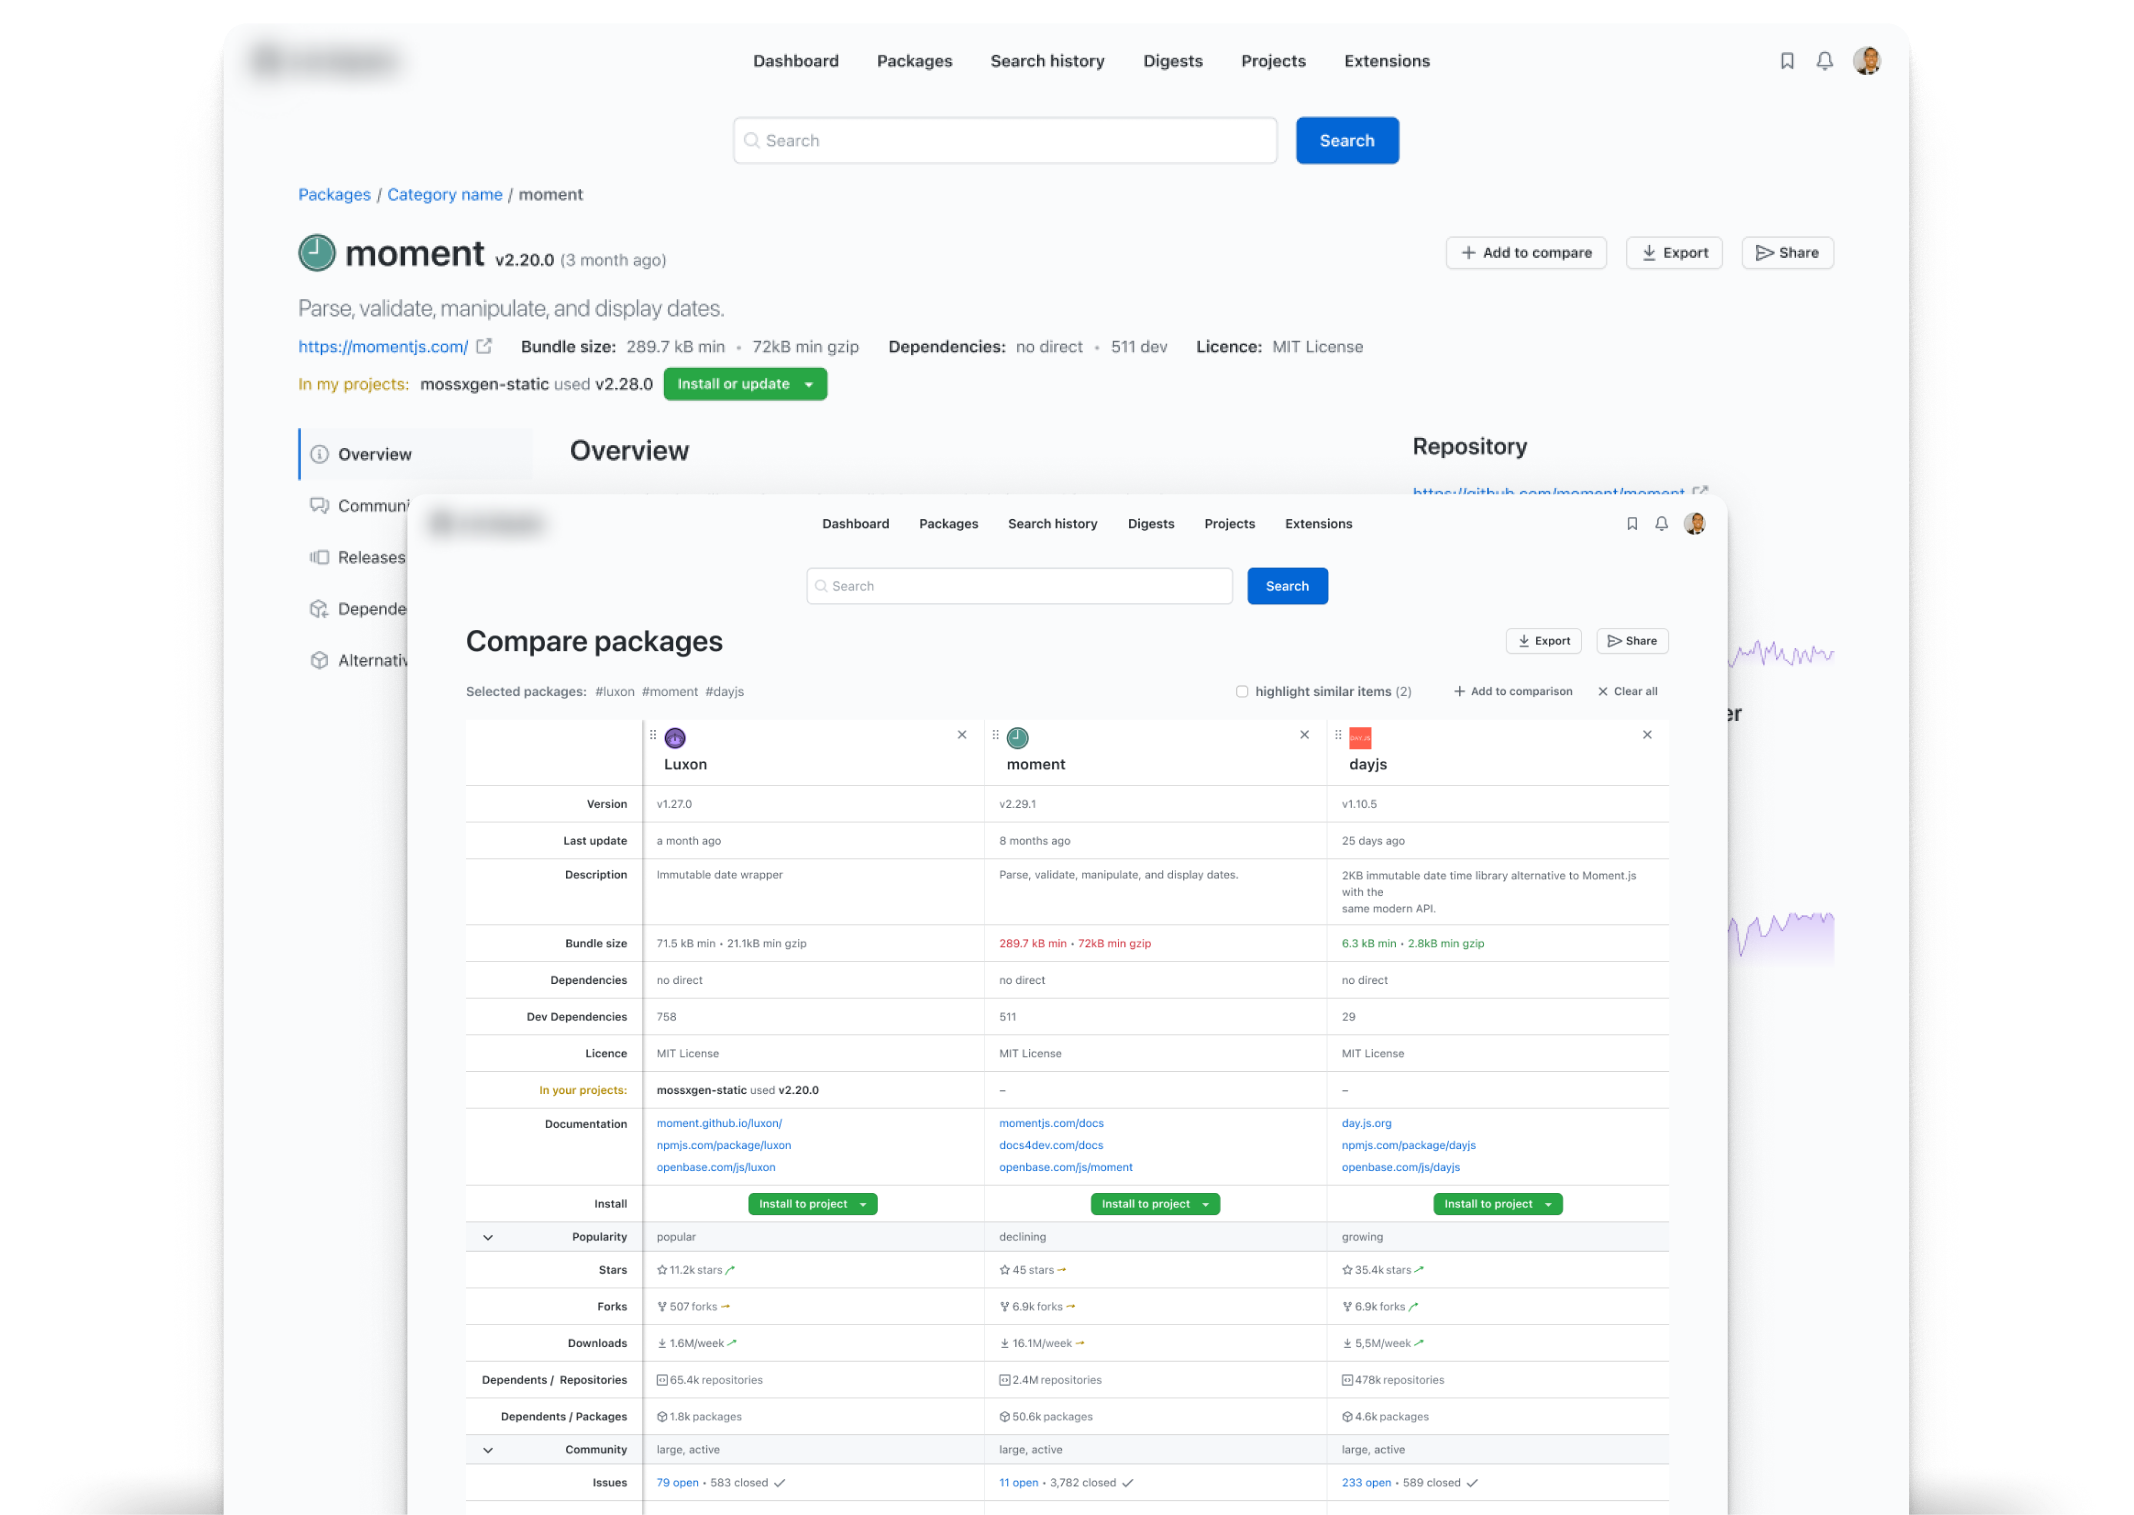 Dashboard Packages Search history Digests Projects Extensions
Search Search
Packages / Category name / moment
moment v2.20.0 (3 month ago) Add to compare Export Share
Parse, validate, manipulate, and display dates.
https://momentjs.com/ Bundle size: 289.7 kB min • 72kB min gzip Dependencies: no direct • 511 dev Licence: MIT License
In my projects: mossxgen-static used v2.28.0 Install or update
Overview
Communi
Releases
Depende
Alternativ
Overview
Repository
https://github.com/moment/moment
er
Dashboard Packages Search history Digests Projects Extensions
Search Search
Compare packages Export Share
Selected packages: #luxon #moment #dayjs highlight similar items (2) Add to comparison Clear all
DAY.JS
Luxon moment dayjs
Version v1.27.0 v2.29.1 v1.10.5
Last update a month ago 8 months ago 25 days ago
Description Immutable date wrapper Parse, validate, manipulate, and display dates. 2KB immutable date time library alternative to Moment.js
with the
same modern API.
Bundle size 71.5 kB min • 21.1kB min gzip 289.7 kB min • 72kB min gzip 6.3 kB min • 2.8kB min gzip
Dependencies no direct no direct no direct
Dev Dependencies 758 511 29
Licence MIT License MIT License MIT License
In your projects: mossxgen-static used v2.20.0 – –
Documentation moment.github.io/luxon/ momentjs.com/docs day.js.org
npmjs.com/package/luxon docs4dev.com/docs npmjs.com/package/dayjs
openbase.com/js/luxon openbase.com/js/moment openbase.com/js/dayjs
Install Install to project Install to project Install to project
Popularity popular declining growing
Stars 11.2k stars 45 stars 35.4k stars
Forks 507 forks 6.9k forks 6.9k forks
Downloads 1.6M/week 16.1M/week 5,5M/week
Dependents / Repositories 65.4k repositories 2.4M repositories 478k repositories
Dependents / Packages 1.8k packages 50.6k packages 4.6k packages
Community large, active large, active large, active
Issues 79 open • 583 closed 11 open • 3,782 closed 233 open • 589 closed